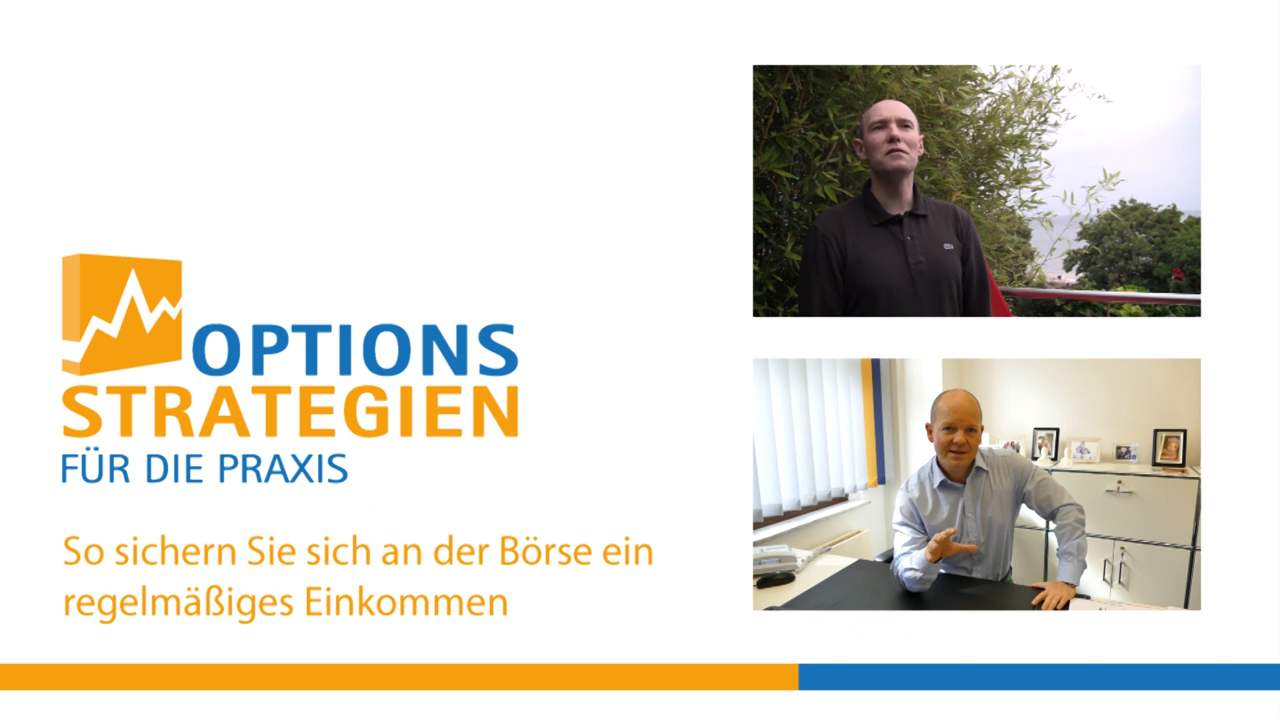 OPTIONS
STRATEGIEN
FÜR DIE PRAXIS
So sichern Sie sich an der Börse ein
regelmäßiges Einkommen